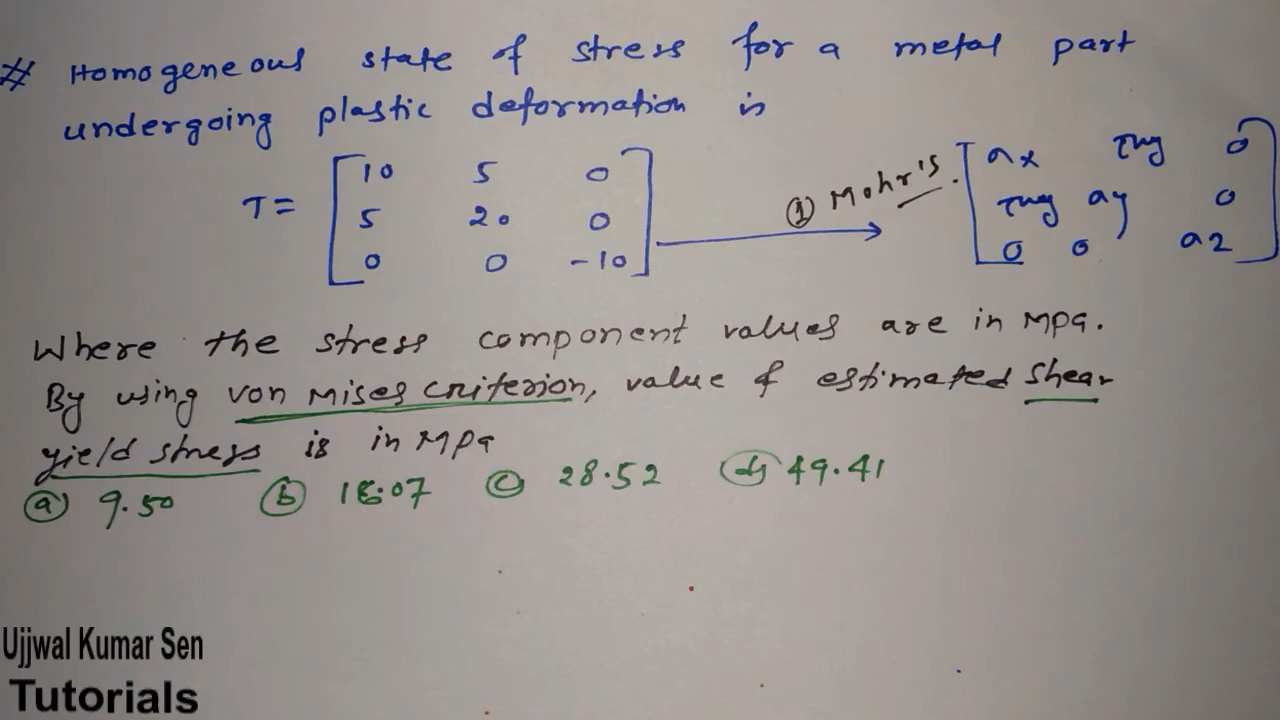 # Homogeneous state of stress for a metal part
undergoing plastic deformation is
T = [10 5 0
5 20 0
0 0 -10]
① Mohr's.
[σx τxy 0
τxy σy 0
0 0 σz]
Where the stress component values are in MPa.
By using von Mises criterion, value of estimated shear
yield stress is in MPa
ⓐ 9.50 ⓑ 16.07 ⓒ 28.52 ⓓ 49.41
Ujjwal Kumar Sen
Tutorials